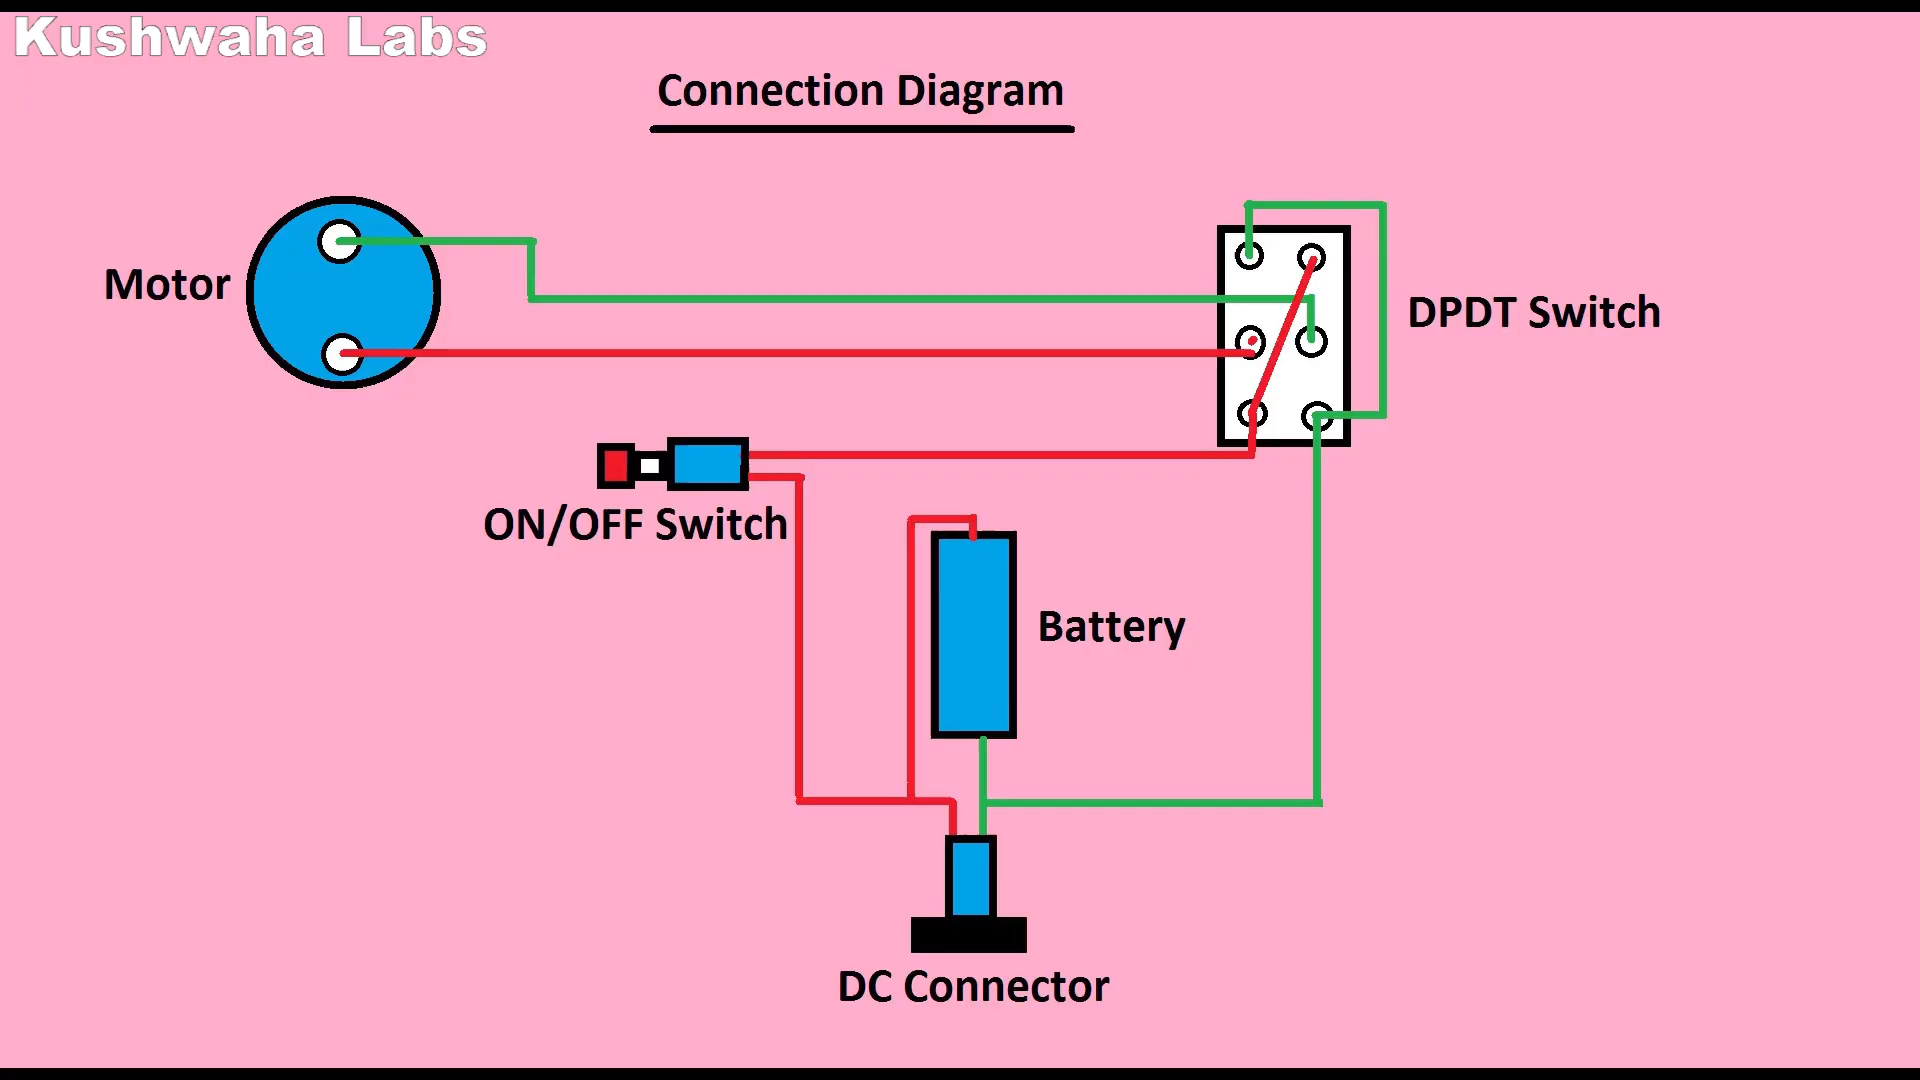 Kushwaha Labs
Connection Diagram
Motor
DPDT Switch
ON/OFF Switch
Battery
DC Connector